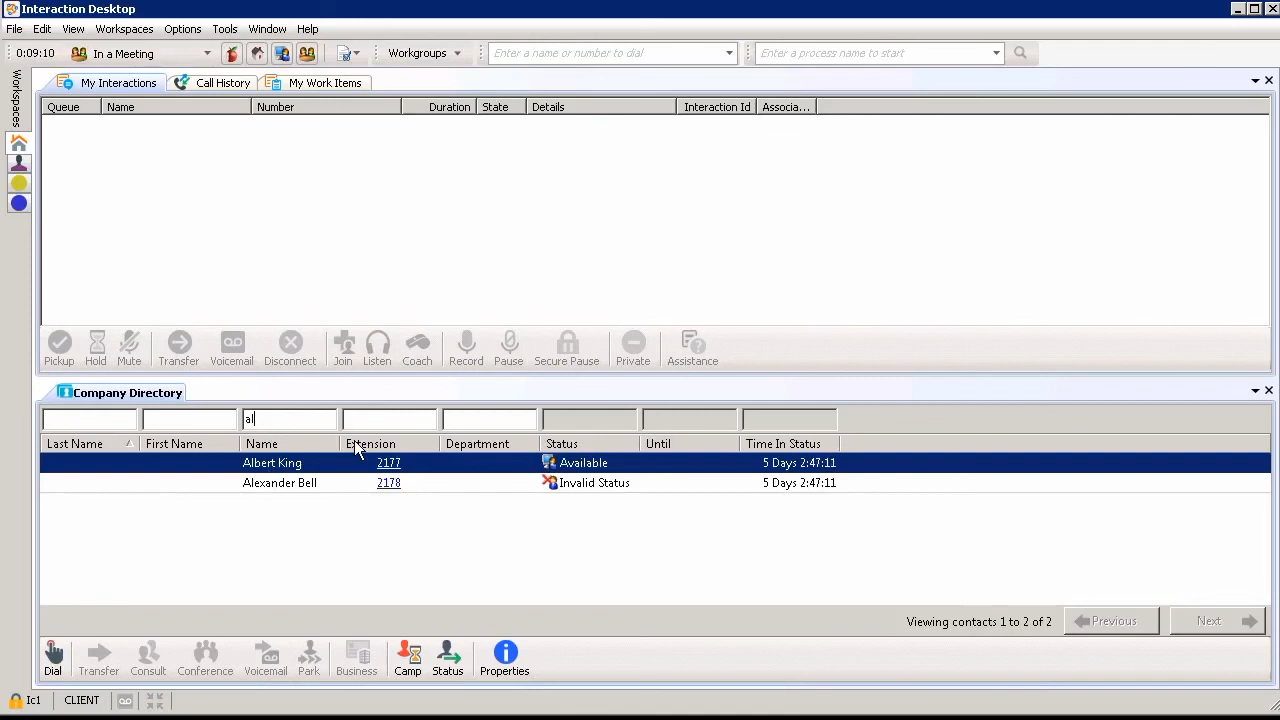 Interaction Desktop
File Edit View Workspaces Options Tools Window Help
0:09:10 In a Meeting Workgroups Enter a name or number to dial Enter a process name to start
Workspaces
My Interactions Call History My Work Items
Queue Name Number Duration State Details Interaction Id Associa...
Pickup Hold Mute Transfer Voicemail Disconnect Join Listen Coach Record Pause Secure Pause Private Assistance
Company Directory
al
Last Name First Name Name Extension Department Status Until Time In Status
Albert King 2177 Available 5 Days 2:47:11
Alexander Bell 2178 Invalid Status 5 Days 2:47:11
Viewing contacts 1 to 2 of 2 Previous Next
Dial Transfer Consult Conference Voicemail Park Business Camp Status Properties
Ic1 CLIENT